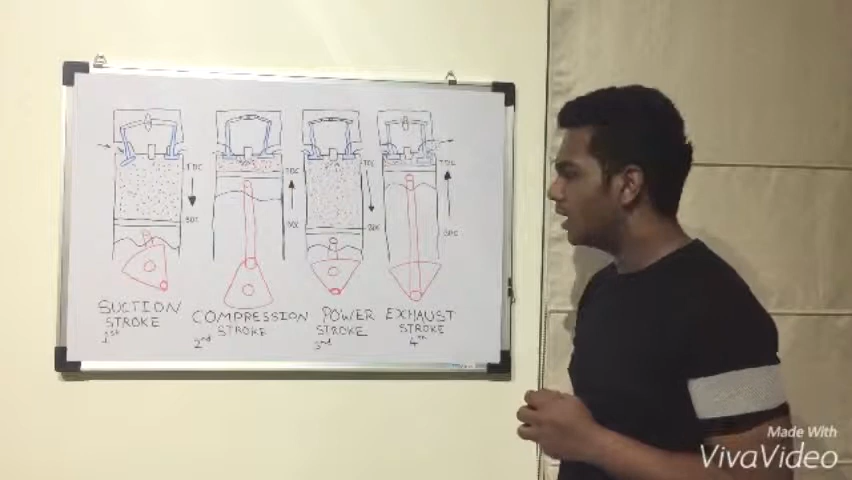 TDC
BDC
TDC
BDC
TDC
BDC
TDC
BDC
SUCTION
STROKE
1st
COMPRESSION
STROKE
2nd
POWER
STROKE
3rd
EXHAUST
STROKE
4th
Made With
VivaVideo